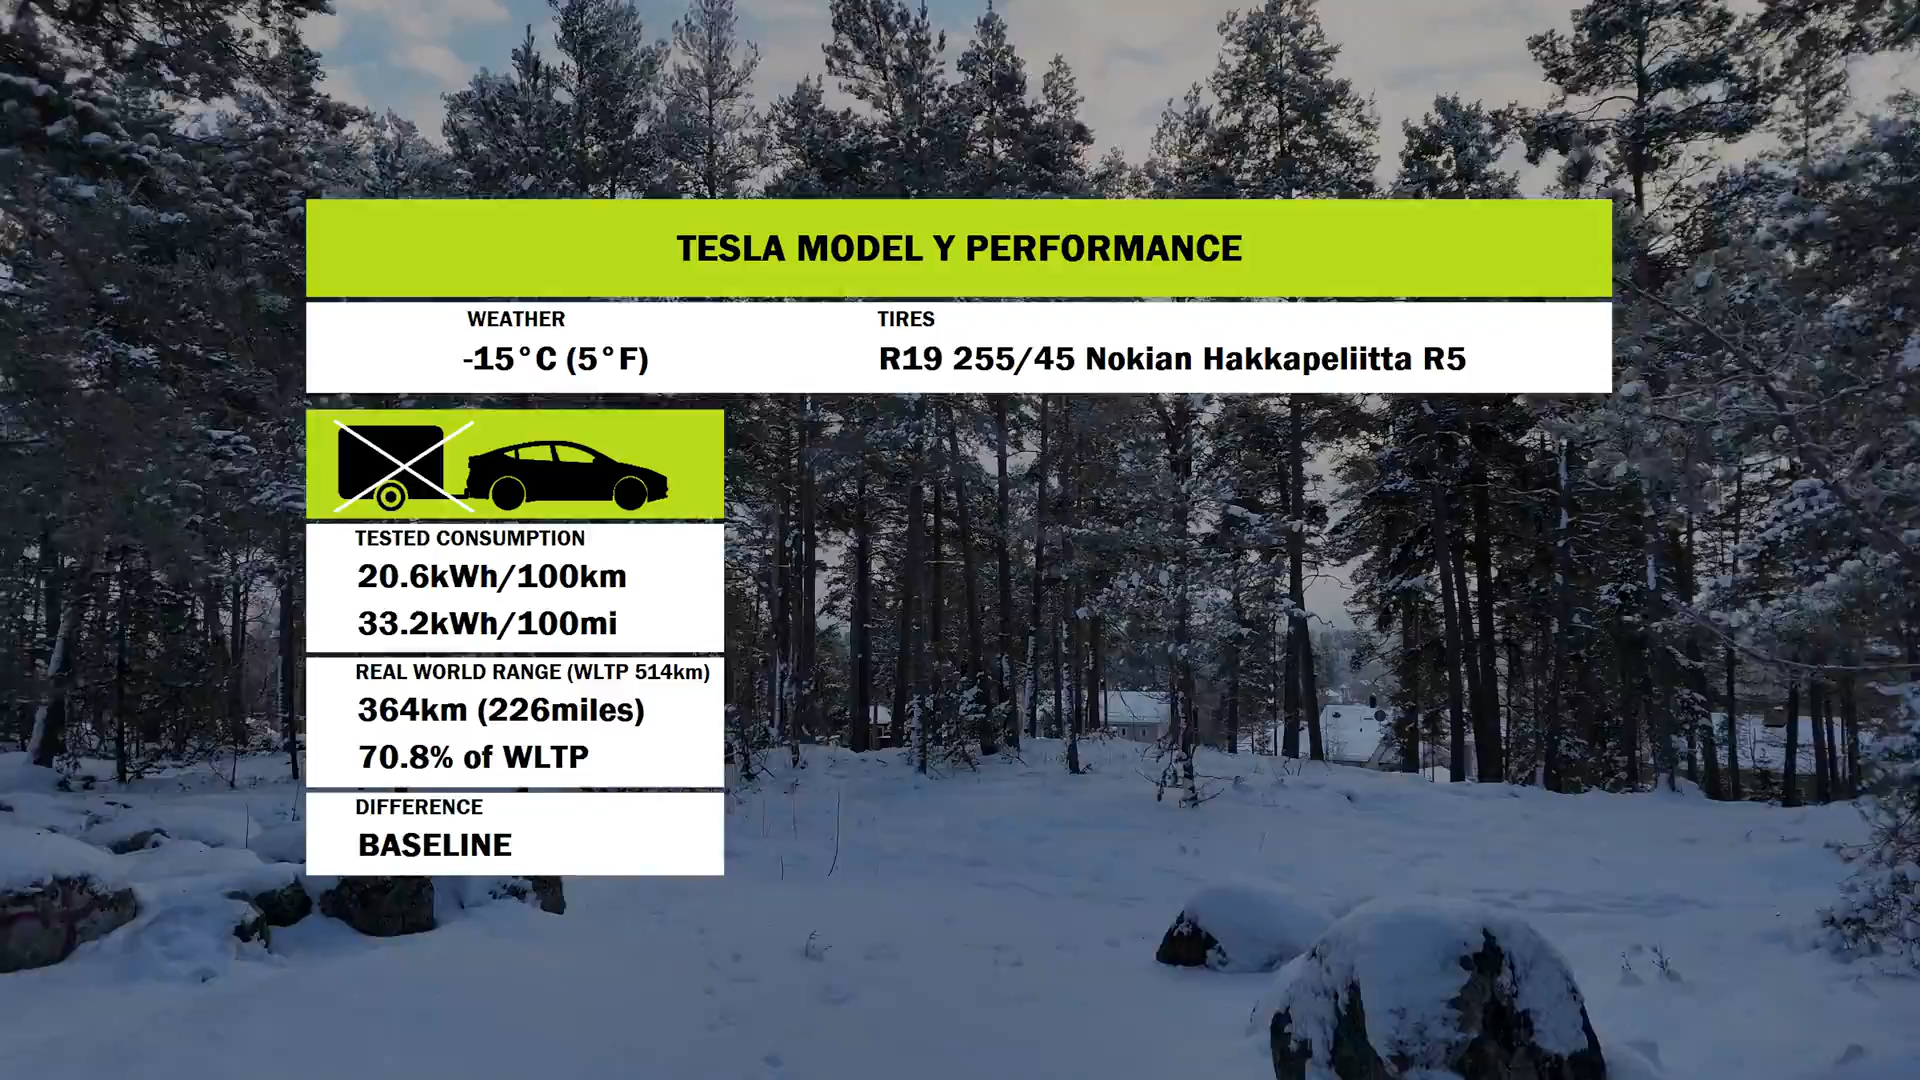 TESLA MODEL Y PERFORMANCE
WEATHER
-15°C (5°F)
TIRES
R19 255/45 Nokian Hakkapeliitta R5
TESTED CONSUMPTION
20.6kWh/100km
33.2kWh/100mi
REAL WORLD RANGE (WLTP 514km)
364km (226miles)
70.8% of WLTP
DIFFERENCE
BASELINE